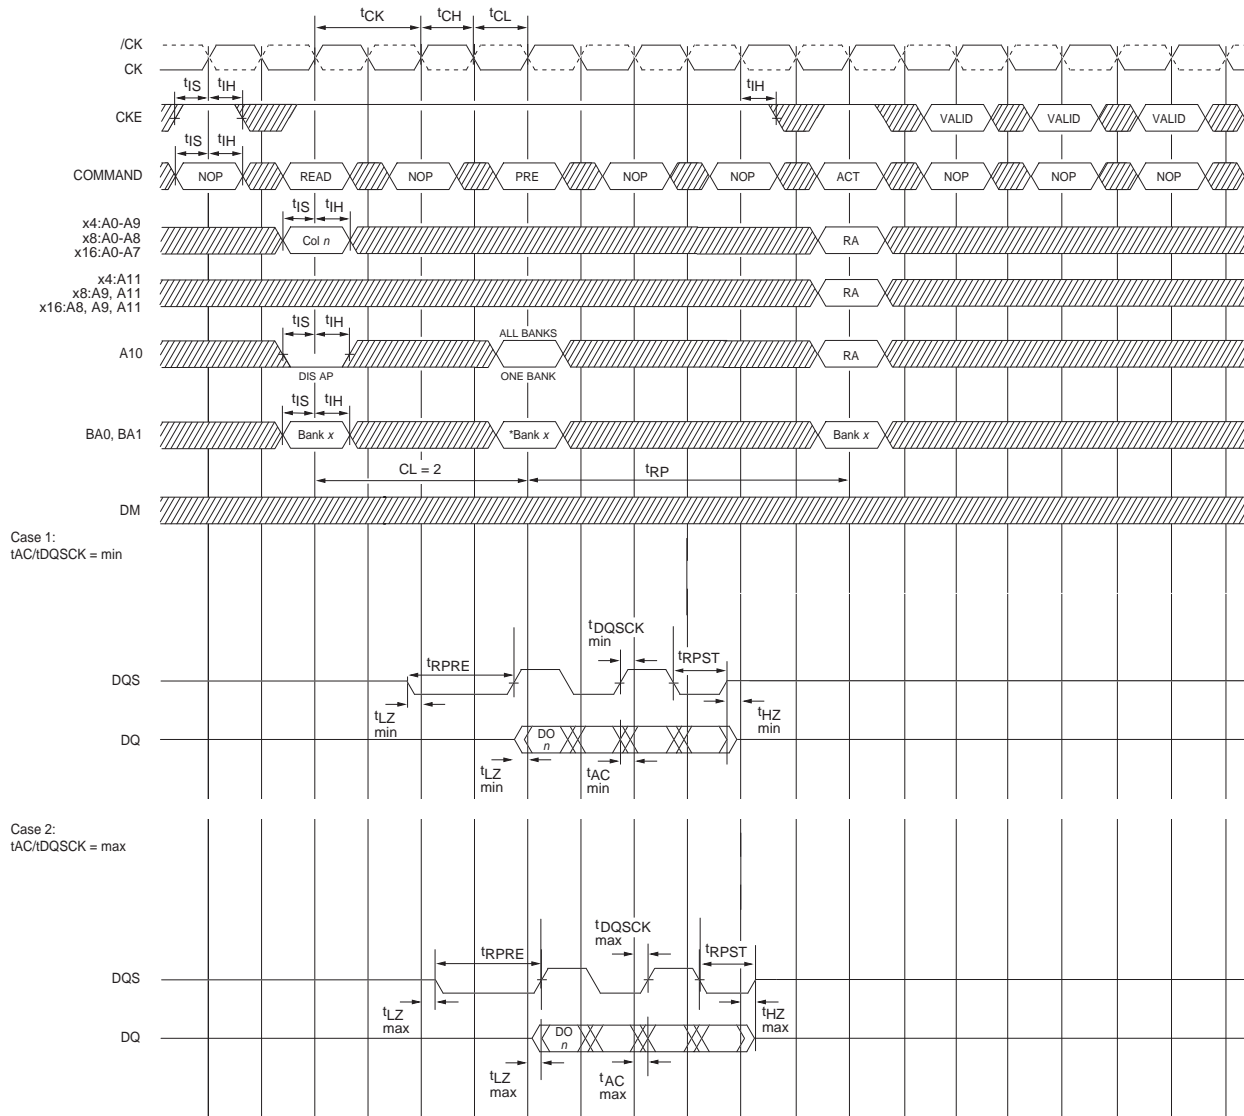 tCK tCH tCL
/CK
CK
tIS tIH tIH
CKE VALID VALID VALID
tIS tIH
COMMAND NOP READ NOP PRE NOP NOP ACT NOP NOP NOP
tIS tIH
x4:A0-A9
x8:A0-A8
x16:A0-A7
Col n RA
x4:A11
x8:A9, A11
x16:A8, A9, A11
RA
tIS tIH ALL BANKS
A10 RA
DIS AP ONE BANK
tIS tIH
BA0, BA1 Bank x *Bank x Bank x
CL = 2 tRP
DM
Case 1:
tAC/tDQSCK = min
tDQSCK
min
tRPRE tRPST
DQS
tLZ
min
tHZ
min
DQ DO
n
tLZ
min
tAC
min
Case 2:
tAC/tDQSCK = max
tDQSCK
max
tRPRE tRPST
DQS
tLZ
max
tHZ
max
DQ DO
n
tLZ
max
tAC
max